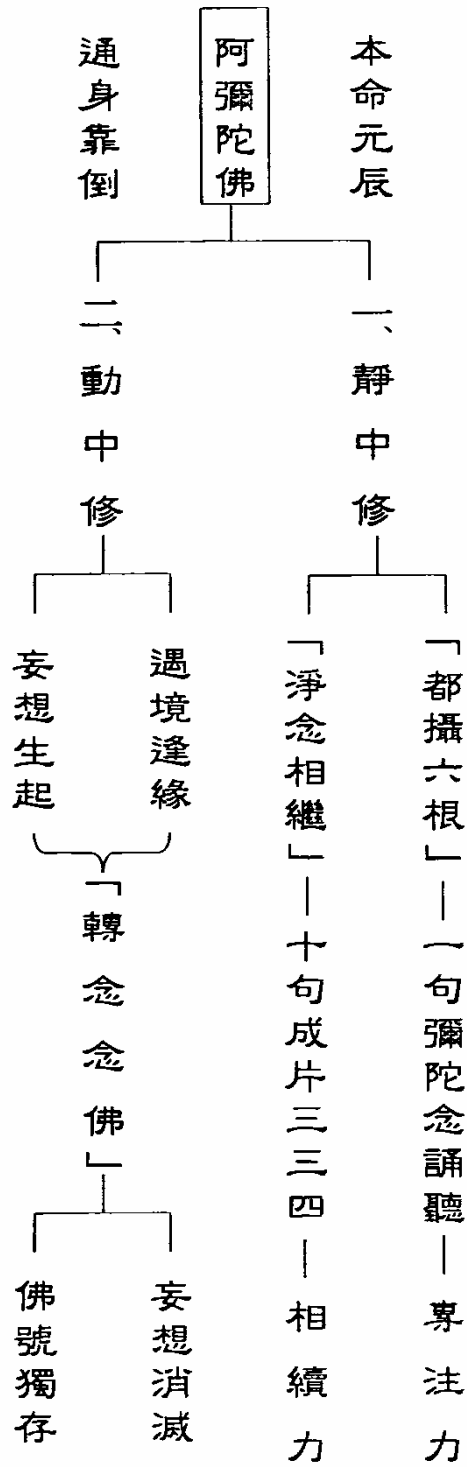 本命元辰
阿彌陀佛
通身靠倒
一、靜中修
「都攝六根」—一句彌陀念誦聽—專注力
「淨念相繼」—十句成片三三四—相續力
二、動中修
遇境逢緣
妄想生起
「轉念念佛」
妄想消滅
佛號獨存